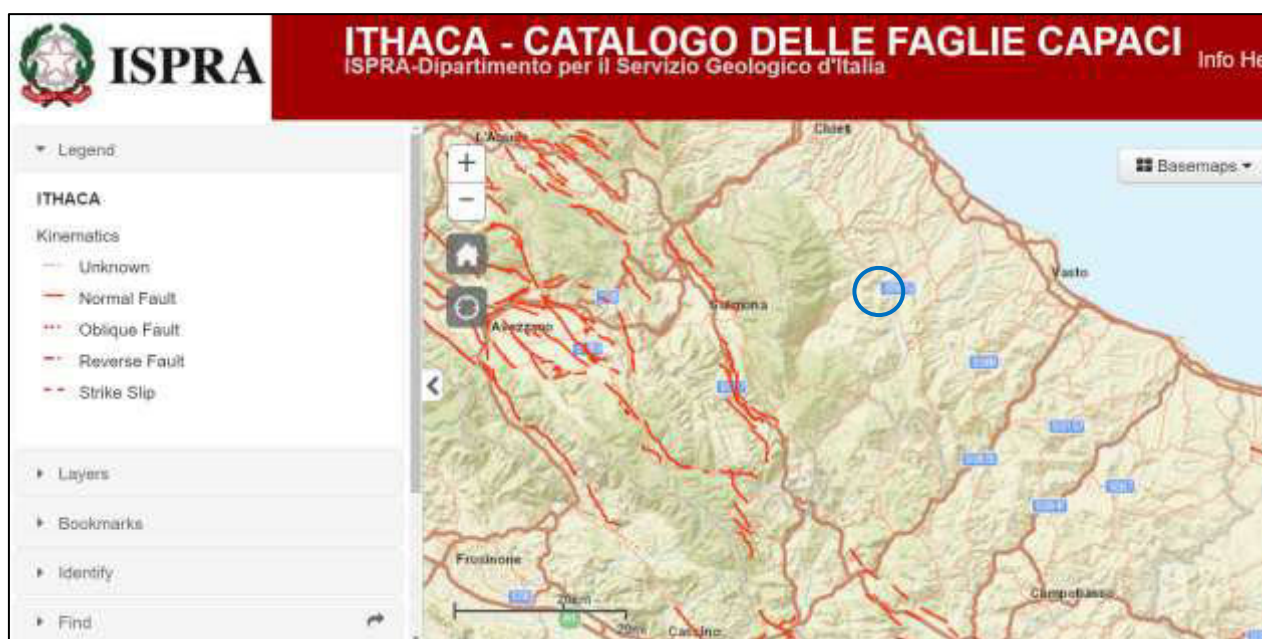 ISPRA
ITHACA - CATALOGO DELLE FAGLIE CAPACI
ISPRA-Dipartimento per il Servizio Geologico d'Italia
Info He
Legend
ITHACA
Kinematics
Unknown
Normal Fault
Oblique Fault
Reverse Fault
Strike Slip
Layers
Bookmarks
Identify
Find
+
−
Basemaps
Chieti
Vasto
Sulmona
Avezzano
Frosinone
Campobasso
Cassino
20km